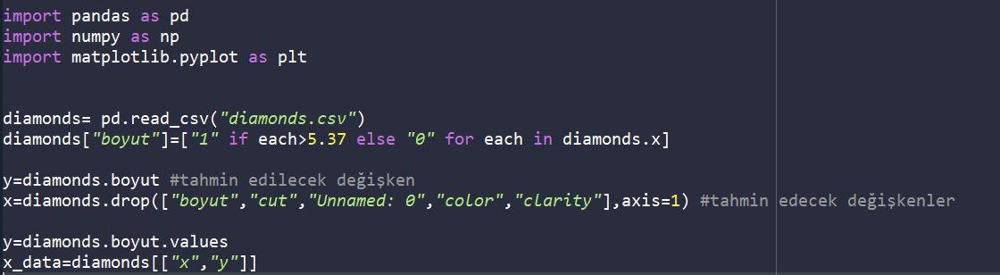 import pandas as pd
import numpy as np
import matplotlib.pyplot as plt
diamonds= pd.read_csv("diamonds.csv")
diamonds["boyut"]=["1" if each>5.37 else "0" for each in diamonds.x]
y=diamonds.boyut #tahmin edilecek değişken
x=diamonds.drop(["boyut","cut","Unnamed: 0","color","clarity"],axis=1) #tahmin edecek değişkenler
y=diamonds.boyut.values
x_data=diamonds[["x","y"]]